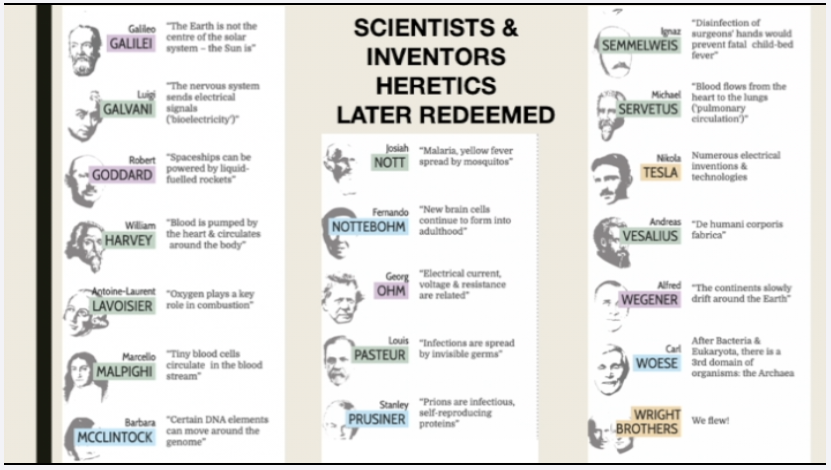 Galileo
GALILEI
"The Earth is not the
centre of the solar
system – the Sun is"
Luigi
GALVANI
"The nervous system
sends electrical
signals
('bioelectricity')"
Robert
GODDARD
"Spaceships can be
powered by liquid-
fuelled rockets"
William
HARVEY
"Blood is pumped by
the heart & circulates
around the body"
Antoine-Laurent
LAVOISIER
"Oxygen plays a key
role in combustion"
Marcello
MALPIGHI
"Tiny blood cells
circulate in the blood
stream"
Barbara
MCCLINTOCK
"Certain DNA elements
can move around the
genome"
SCIENTISTS &
INVENTORS
HERETICS
LATER REDEEMED
Josiah
NOTT
"Malaria, yellow fever
spread by mosquitos"
Fernando
NOTTEBOHM
"New brain cells
continue to form into
adulthood"
Georg
OHM
"Electrical current,
voltage & resistance
are related"
Louis
PASTEUR
"Infections are spread
by invisible germs"
Stanley
PRUSINER
"Prions are infectious,
self-reproducing
proteins"
Ignaz
SEMMELWEIS
"Disinfection of
surgeons' hands would
prevent fatal child-bed
fever"
Michael
SERVETUS
"Blood flows from the
heart to the lungs
('pulmonary
circulation')"
Nikola
TESLA
Numerous electrical
inventions &
technologies
Andreas
VESALIUS
"De humani corporis
fabrica"
Alfred
WEGENER
"The continents slowly
drift around the Earth"
Carl
WOESE
After Bacteria &
Eukaryota, there is a
3rd domain of
organisms: the Archaea
WRIGHT
BROTHERS
We flew!